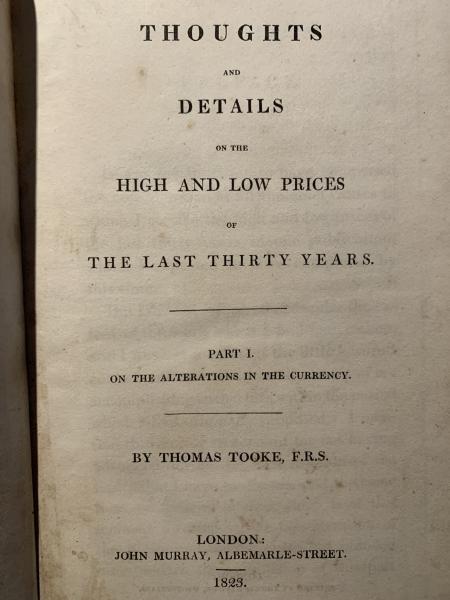 THOUGHTS
AND
DETAILS
ON THE
HIGH AND LOW PRICES
OF
THE LAST THIRTY YEARS.
PART I.
ON THE ALTERATIONS IN THE CURRENCY.
BY THOMAS TOOKE, F.R.S.
LONDON:
JOHN MURRAY, ALBEMARLE-STREET.
1823.